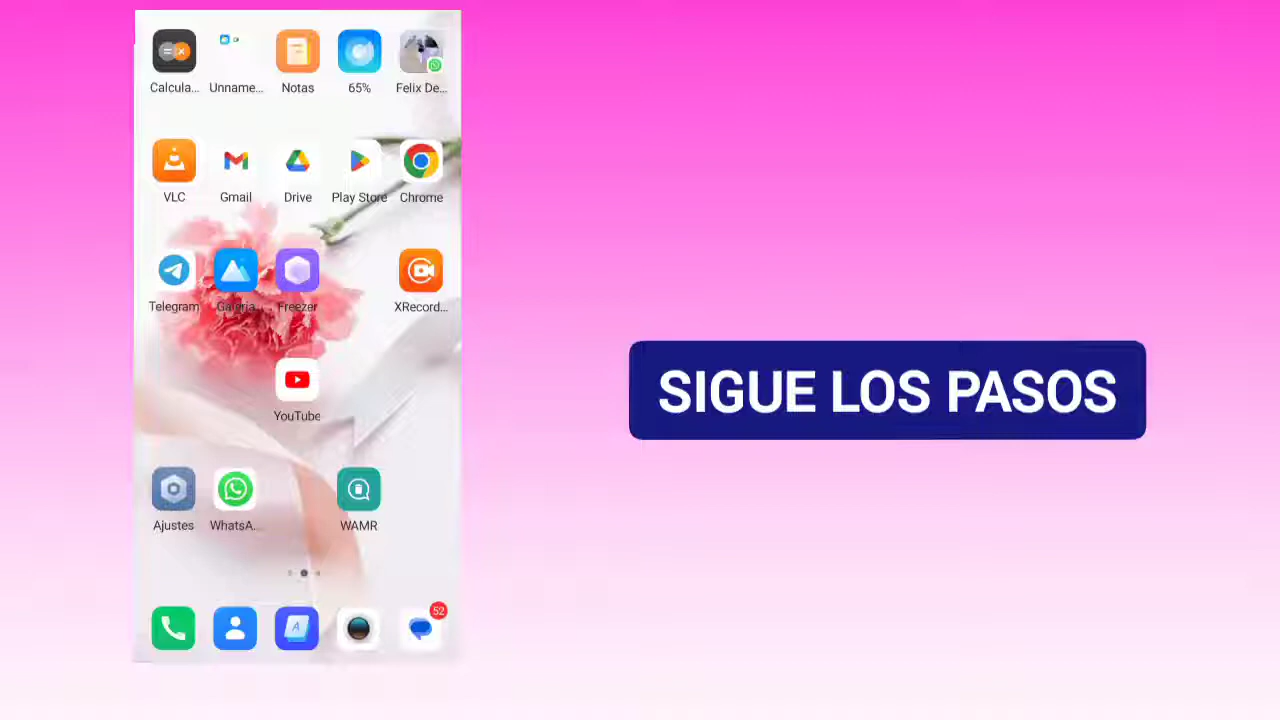 Calcula...
Unname...
Notas
65%
Felix De...
VLC
Gmail
Drive
Play Store
Chrome
Telegram
Galería
Freezer
XRecord...
YouTube
SIGUE LOS PASOS
Ajustes
WhatsA...
WAMR
A
52